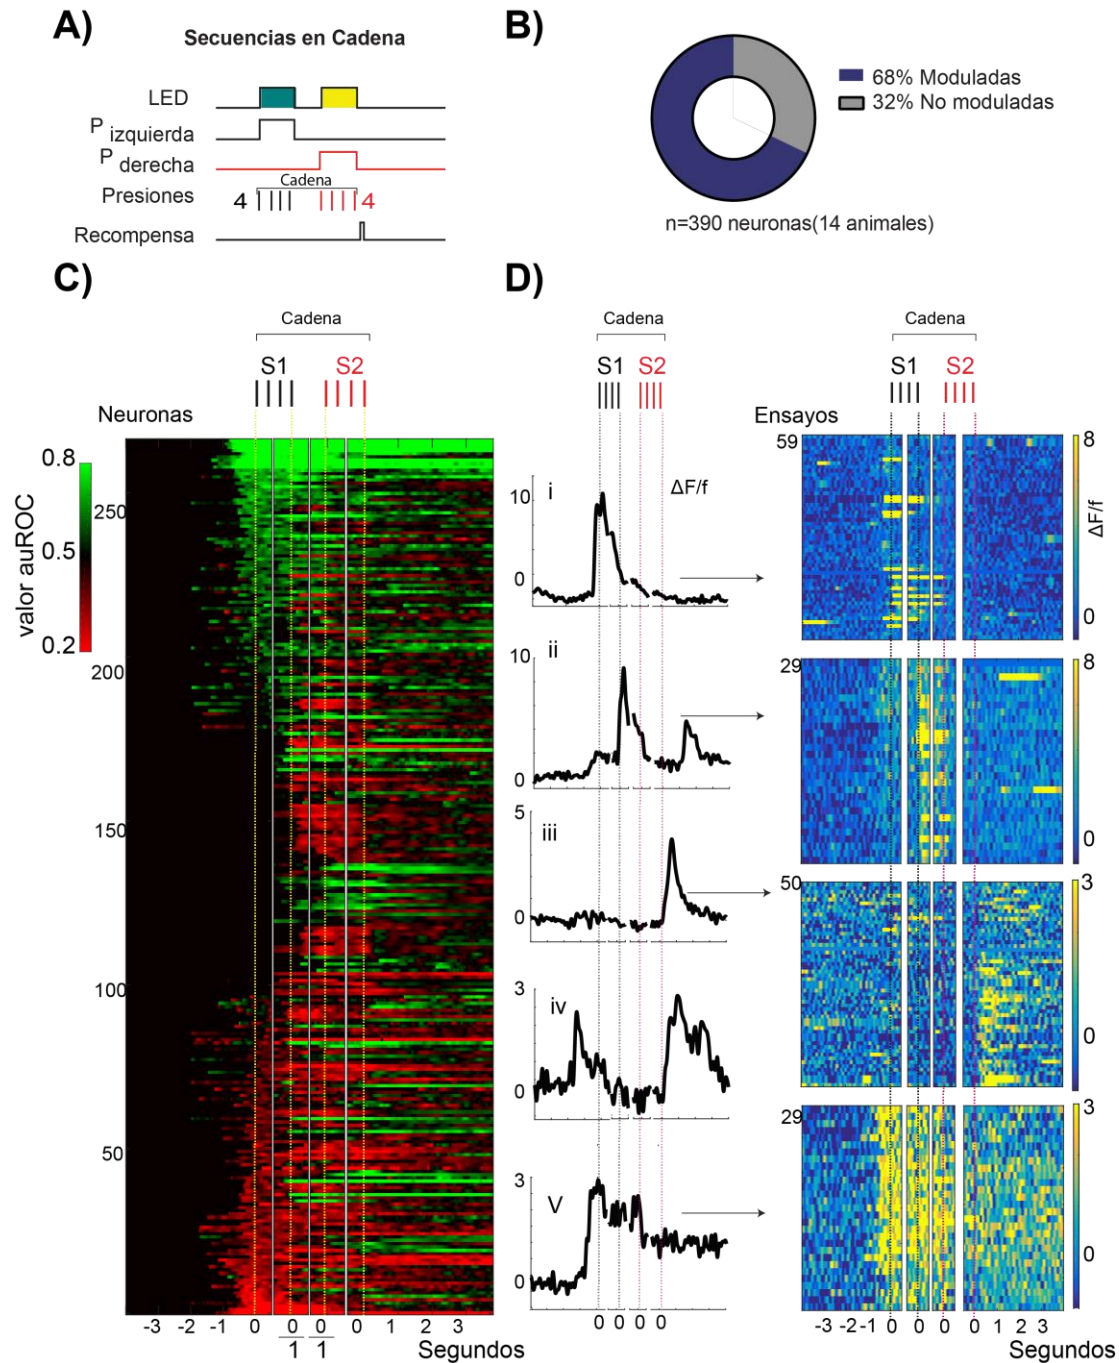 A)
Secuencias en Cadena
LED
P izquierda
P derecha
Cadena
Presiones 4 4
Recompensa
B)
68% Moduladas
32% No moduladas
n=390 neuronas(14 animales)
C)
Cadena
S1 S2
Neuronas
0.8
0.5
0.2
valor auROC
250
200
150
100
50
-3 -2 -1 0 0 0 0 1 2 3
1 1
Segundos
D)
Cadena
S1 S2
ΔF/f
i
10
0
ii
10
0
iii
5
0
iv
3
0
V
3
0
0 0 0 0
Cadena
S1 S2
Ensayos
59
8
0
ΔF/f
29
8
0
50
3
0
29
3
0
-3 -2 -1 0 0 0 0 1 2 3
Segundos